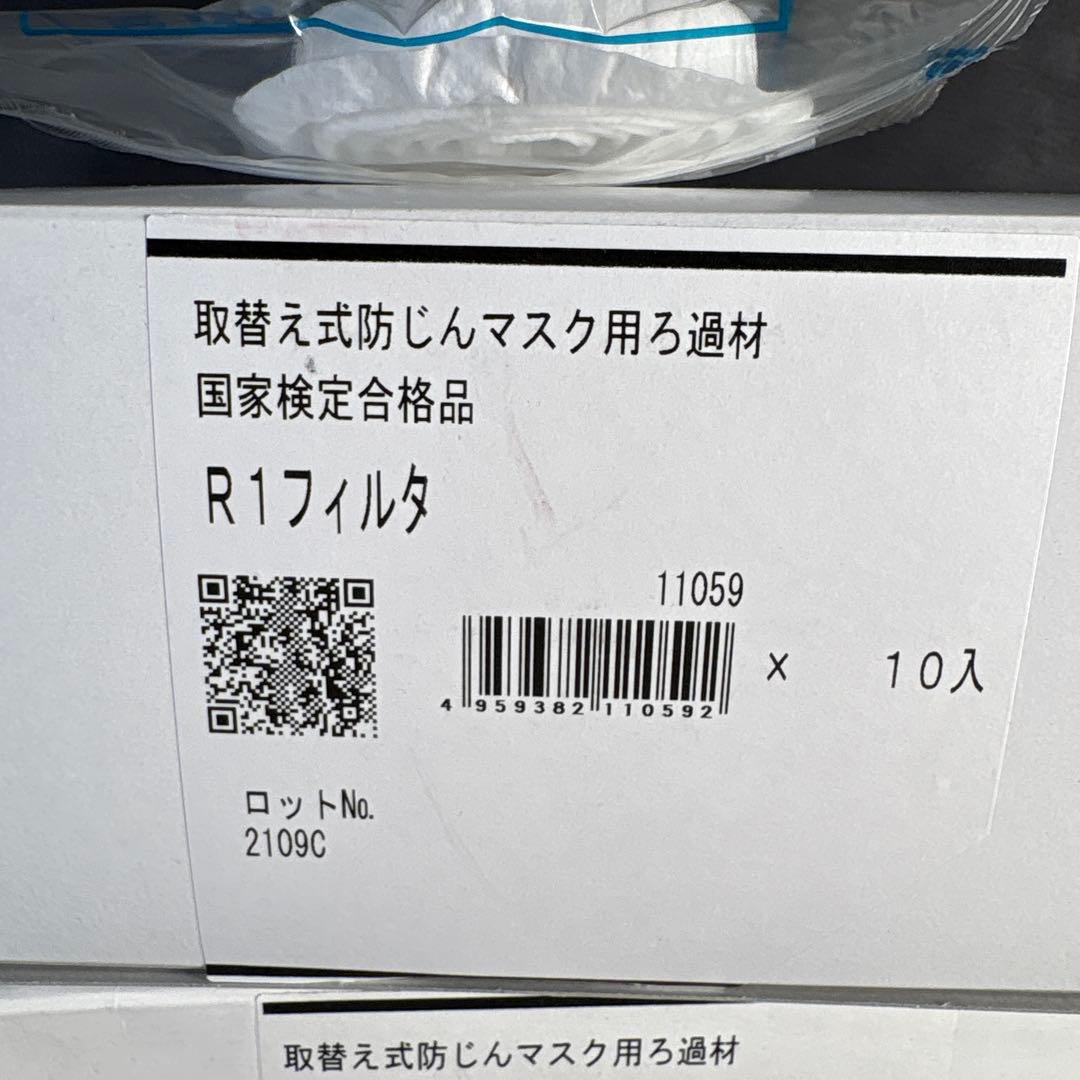 取替え式防じんマスク用ろ過材
国家検定合格品
R1フィルタ
11059
4 959382 110592
× 10入
ロットNo.
2109C
取替え式防じんマスク用ろ過材